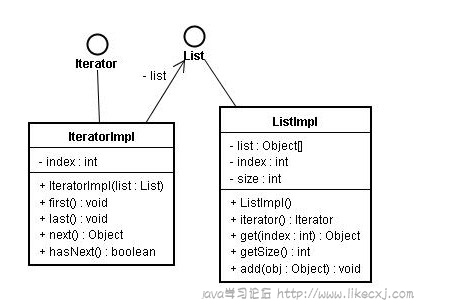 Iterator
List
- list
IteratorImpl
- index : int
+ IteratorImpl(list : List)
+ first() : void
+ last() : void
+ next() : Object
+ hasNext() : boolean
ListImpl
- list : Object[]
- index : int
- size : int
+ ListImpl()
+ iterator() : Iterator
+ get(index : int) : Object
+ getSize() : int
+ add(obj : Object) : void
java学习论坛 http://www.likecxj.com